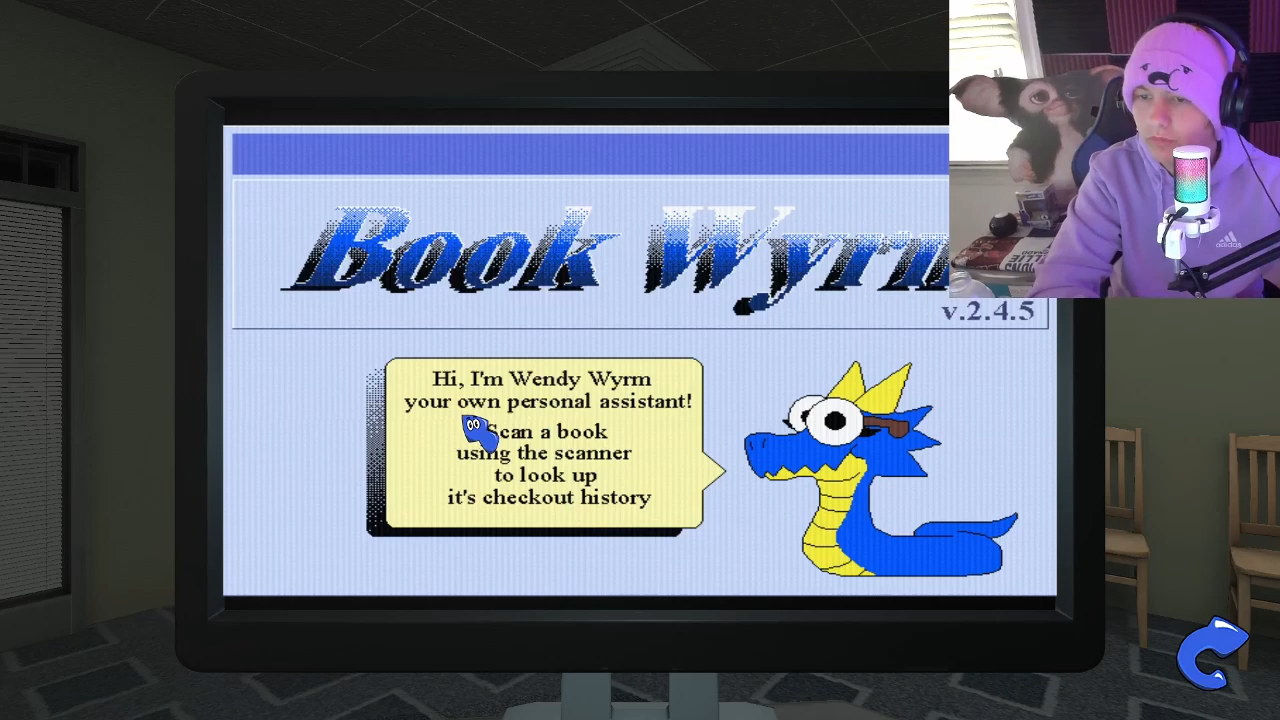 Book Wyrm
v.2.4.5
Hi, I'm Wendy Wyrm
your own personal assistant!
Scan a book
using the scanner
to look up
it's checkout history
adidas